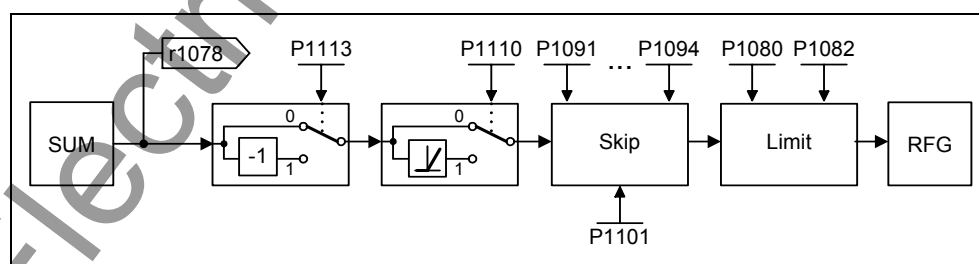 r1078 P1113 P1110 P1091 ... P1094 P1080 P1082
SUM 0 -1 1 0 1 Skip Limit RFG
P1101